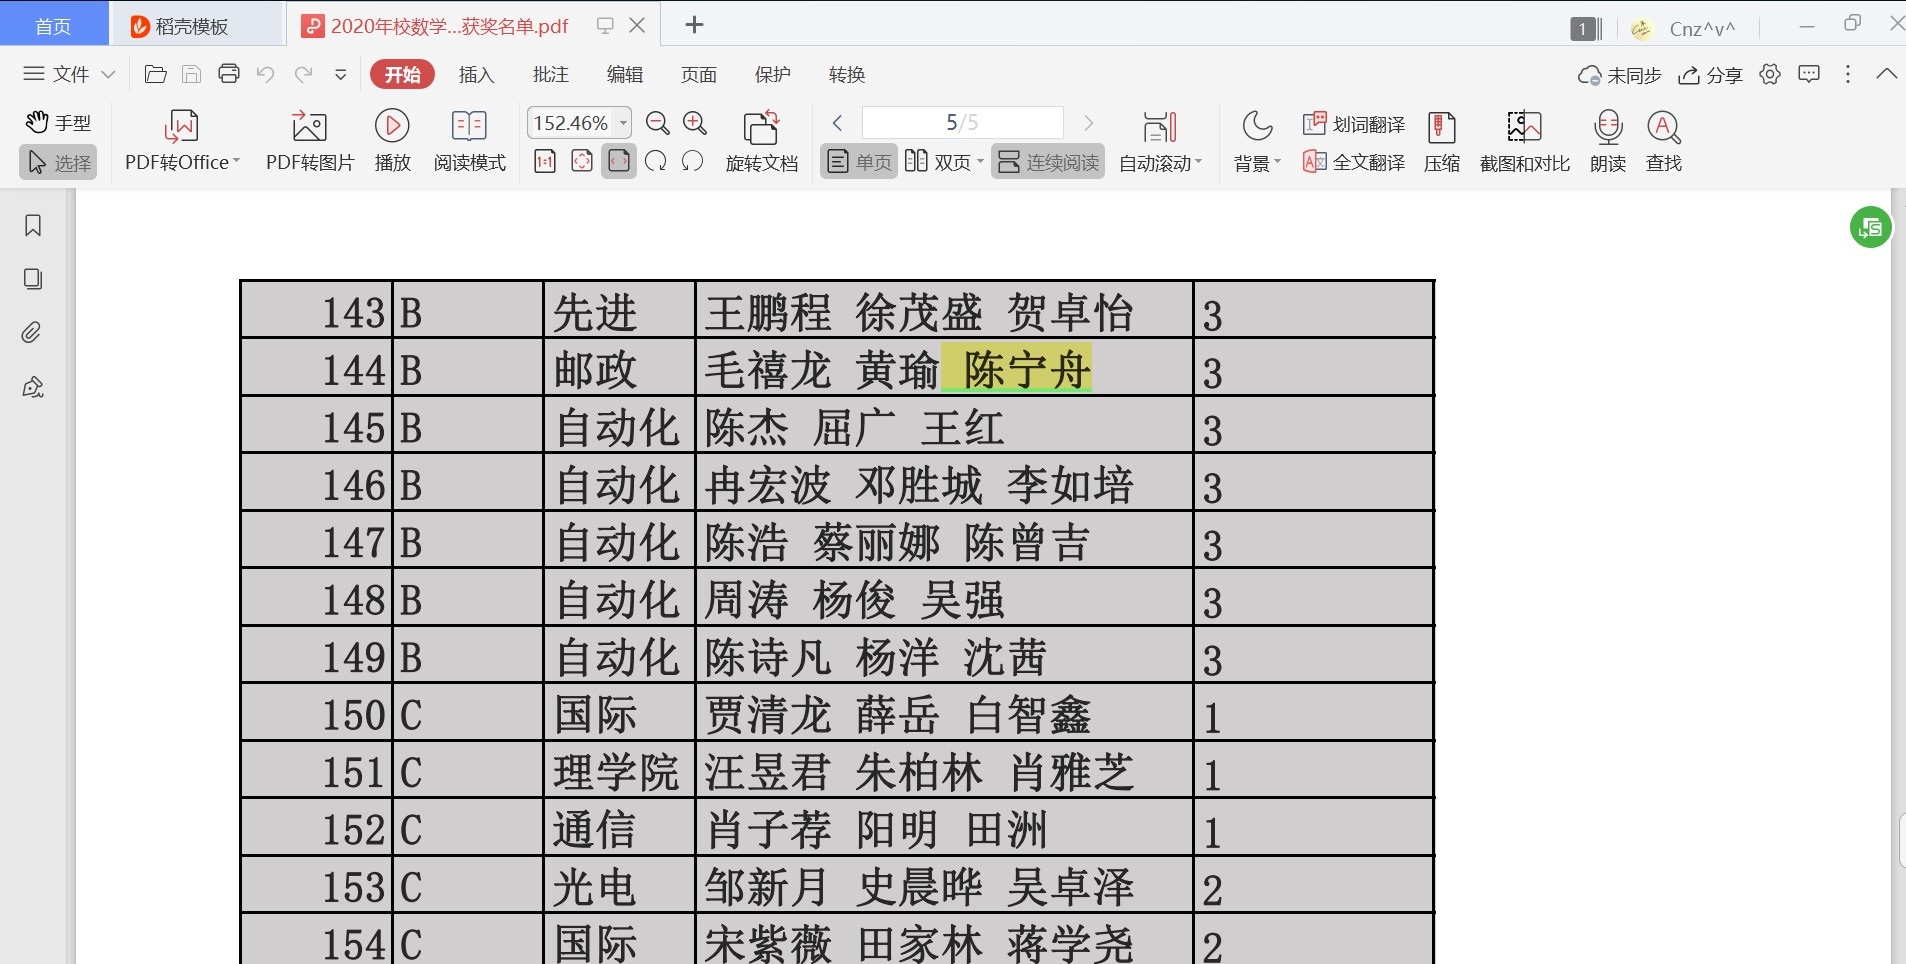 首页 稻壳模板 2020年校数学...获奖名单.pdf 1 Cnz^v^
文件 开始 插入 批注 编辑 页面 保护 转换 未同步 分享
手型 PDF转Office PDF转图片 播放 阅读模式 152.46% 旋转文档 5/5 自动滚动 背景 划词翻译 压缩 截图和对比 朗读 查找
选择 1:1 单页 双页 连续阅读 全文翻译
143 B 先进 王鹏程 徐茂盛 贺卓怡 3
144 B 邮政 毛禧龙 黄瑜 陈宁舟 3
145 B 自动化 陈杰 屈广 王红 3
146 B 自动化 冉宏波 邓胜城 李如培 3
147 B 自动化 陈浩 蔡丽娜 陈曾吉 3
148 B 自动化 周涛 杨俊 吴强 3
149 B 自动化 陈诗凡 杨洋 沈茜 3
150 C 国际 贾清龙 薛岳 白智鑫 1
151 C 理学院 汪昱君 朱柏林 肖雅芝 1
152 C 通信 肖子荐 阳明 田洲 1
153 C 光电 邹新月 史晨晔 吴卓泽 2
154 C 国际 宋紫薇 田家林 蒋学尧 2